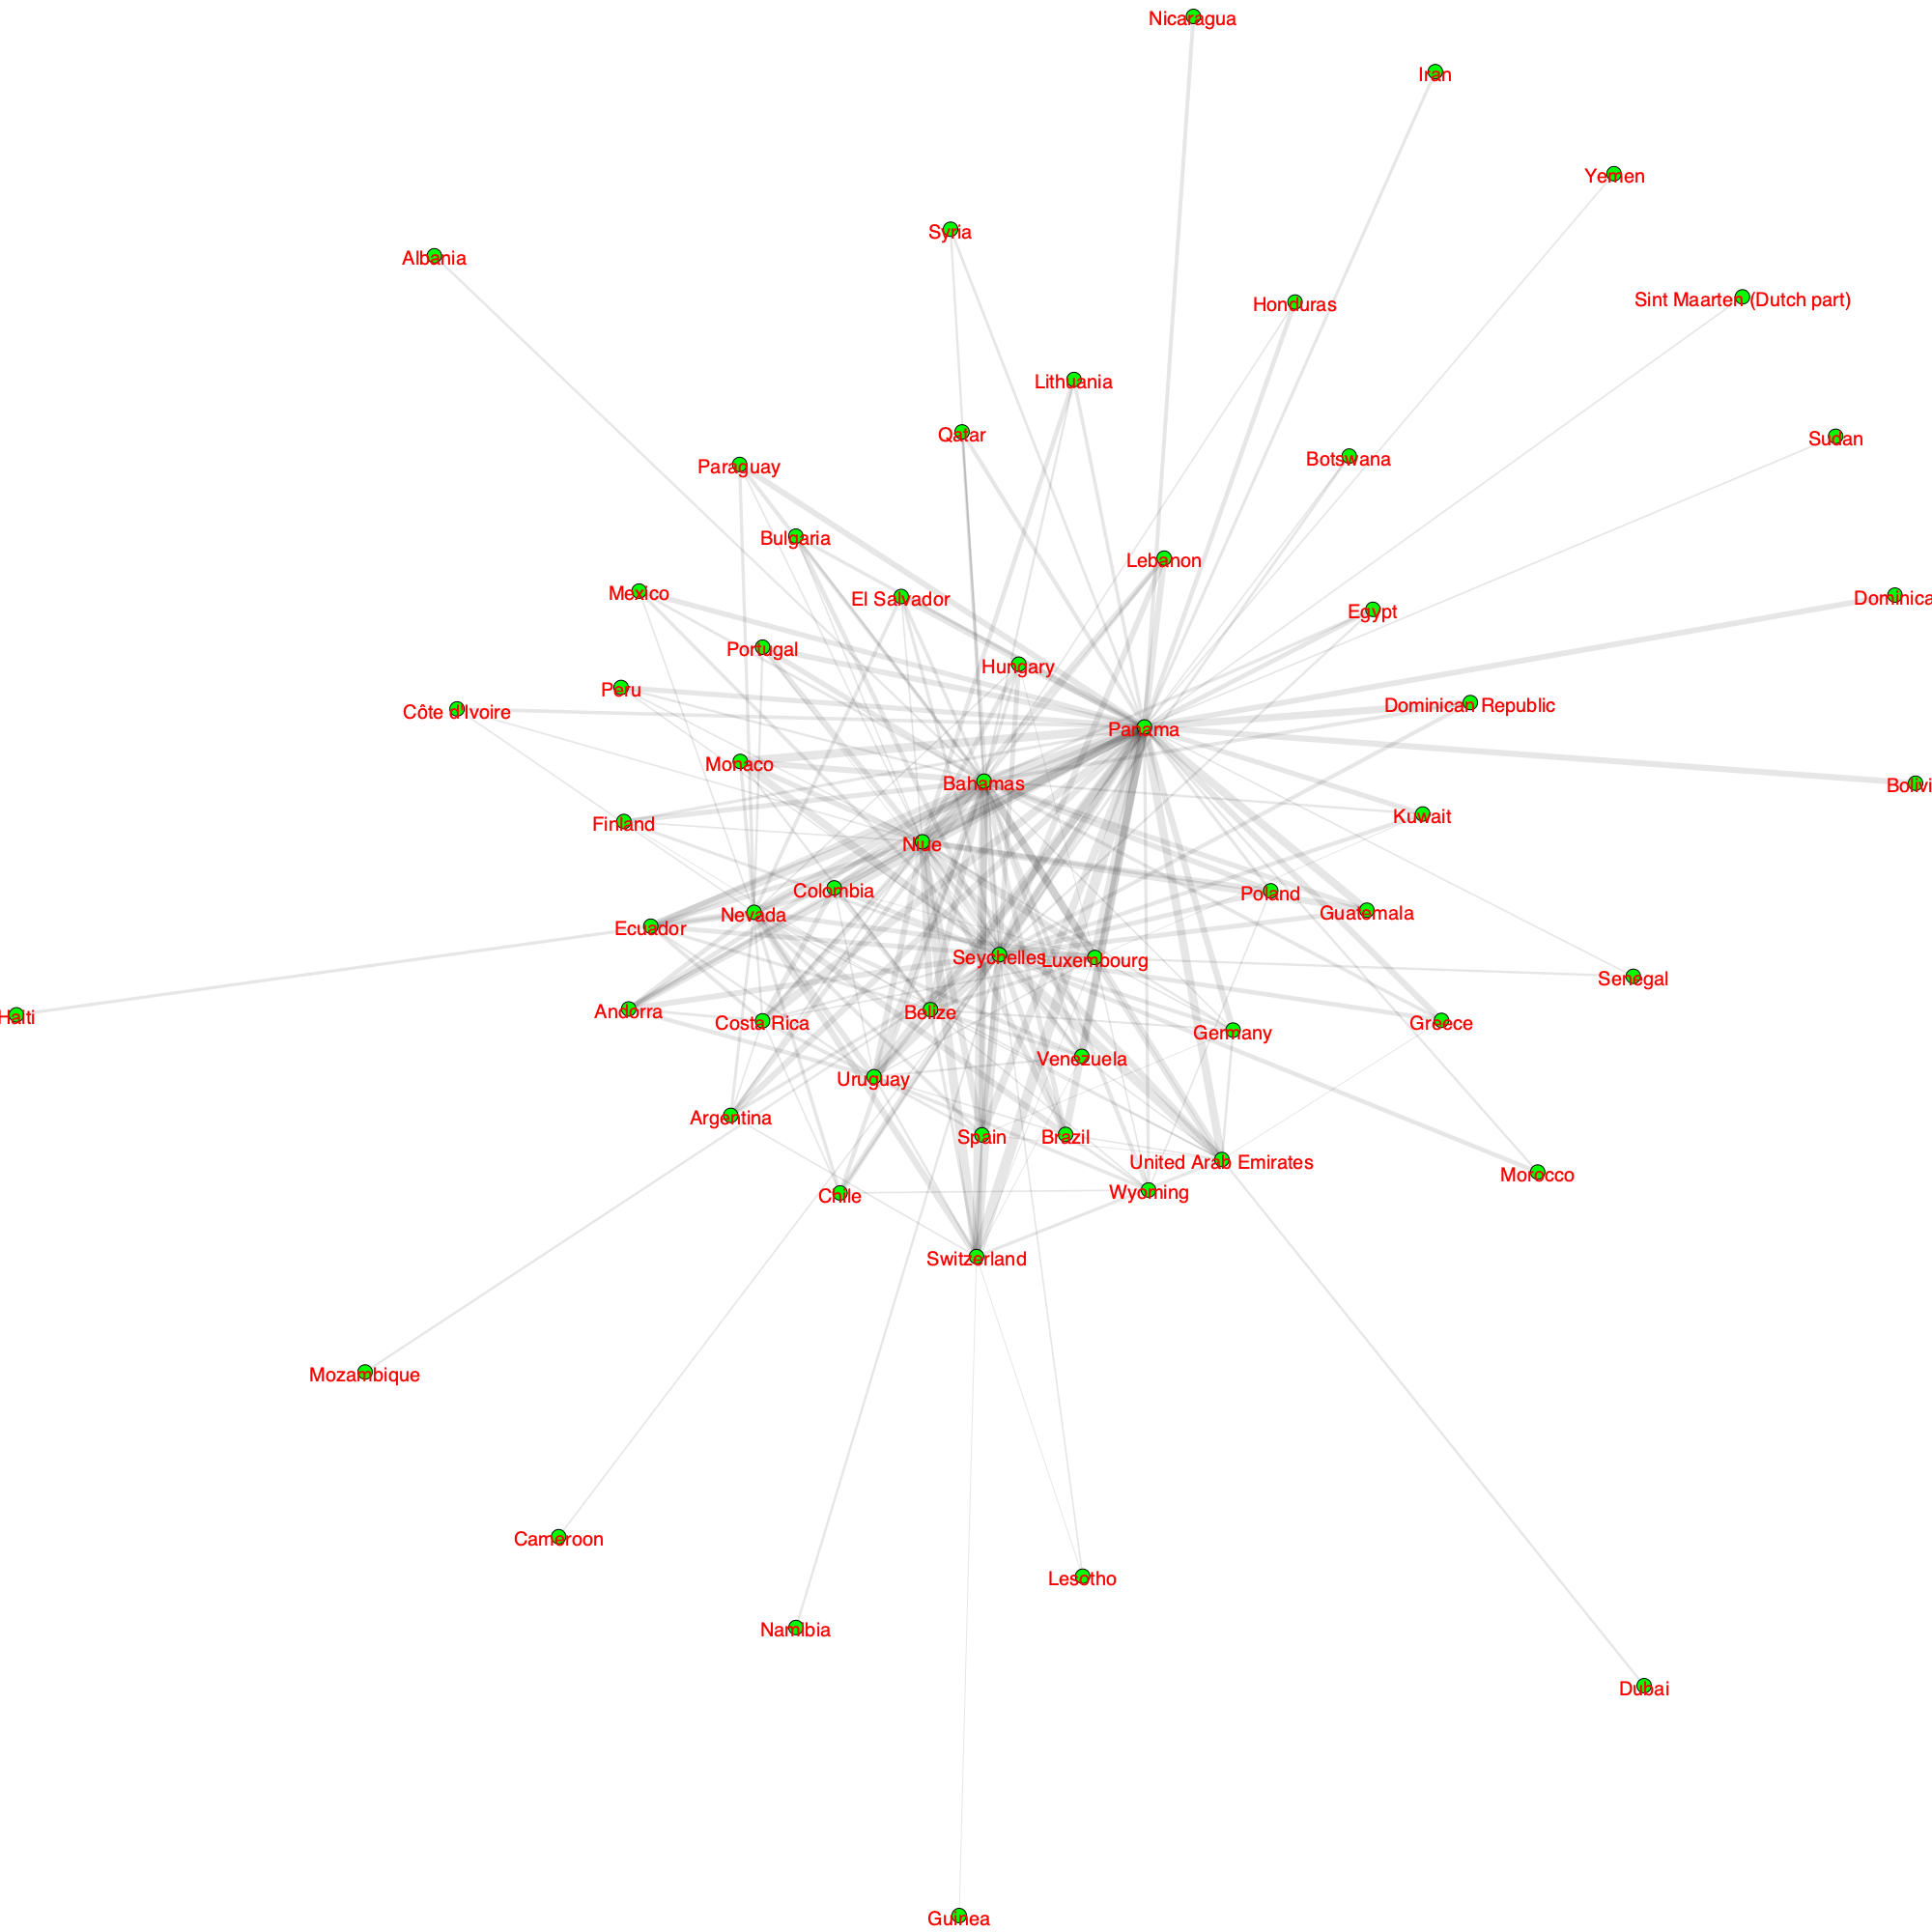 Nicaragua
Iran
Yemen
Syria
Albania
Sint Maarten (Dutch part)
Honduras
Lithuania
Qatar
Sudan
Botswana
Paraguay
Bulgaria
Lebanon
Mexico
El Salvador
Dominica
Egypt
Portugal
Hungary
Peru
Dominican Republic
Côte d'Ivoire
Panama
Monaco
Bahamas
Bolivi
Kuwait
Finland
Niue
Colombia
Poland
Guatemala
Nevada
Ecuador
Seychelles
Luxembourg
Senegal
Andorra
Belize
Haiti
Costa Rica
Greece
Germany
Venezuela
Uruguay
Argentina
Spain
Brazil
United Arab Emirates
Morocco
Wyoming
Chile
Switzerland
Mozambique
Cameroon
Lesotho
Namibia
Dubai
Guinea